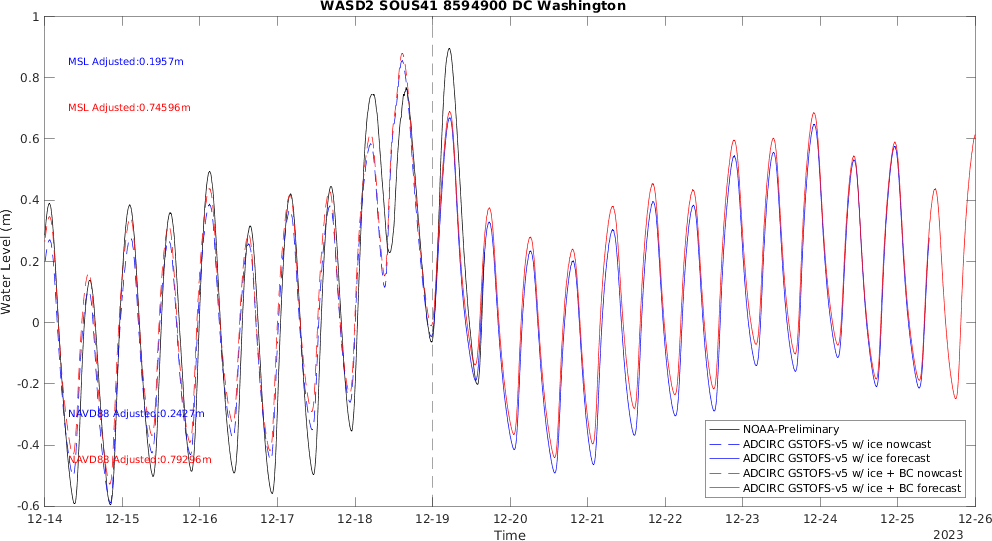 WASD2 SOUS41 8594900 DC Washington
1
0.8
0.6
0.4
0.2
0
-0.2
-0.4
-0.6
Water Level (m)
MSL Adjusted:0.1957m
MSL Adjusted:0.74596m
NAVD88 Adjusted:0.2427m
NAVD88 Adjusted:0.79296m
NOAA-Preliminary
ADCIRC GSTOFS-v5 w/ ice nowcast
ADCIRC GSTOFS-v5 w/ ice forecast
ADCIRC GSTOFS-v5 w/ ice + BC nowcast
ADCIRC GSTOFS-v5 w/ ice + BC forecast
12-14 12-15 12-16 12-17 12-18 12-19 12-20 12-21 12-22 12-23 12-24 12-25 12-26
Time
2023